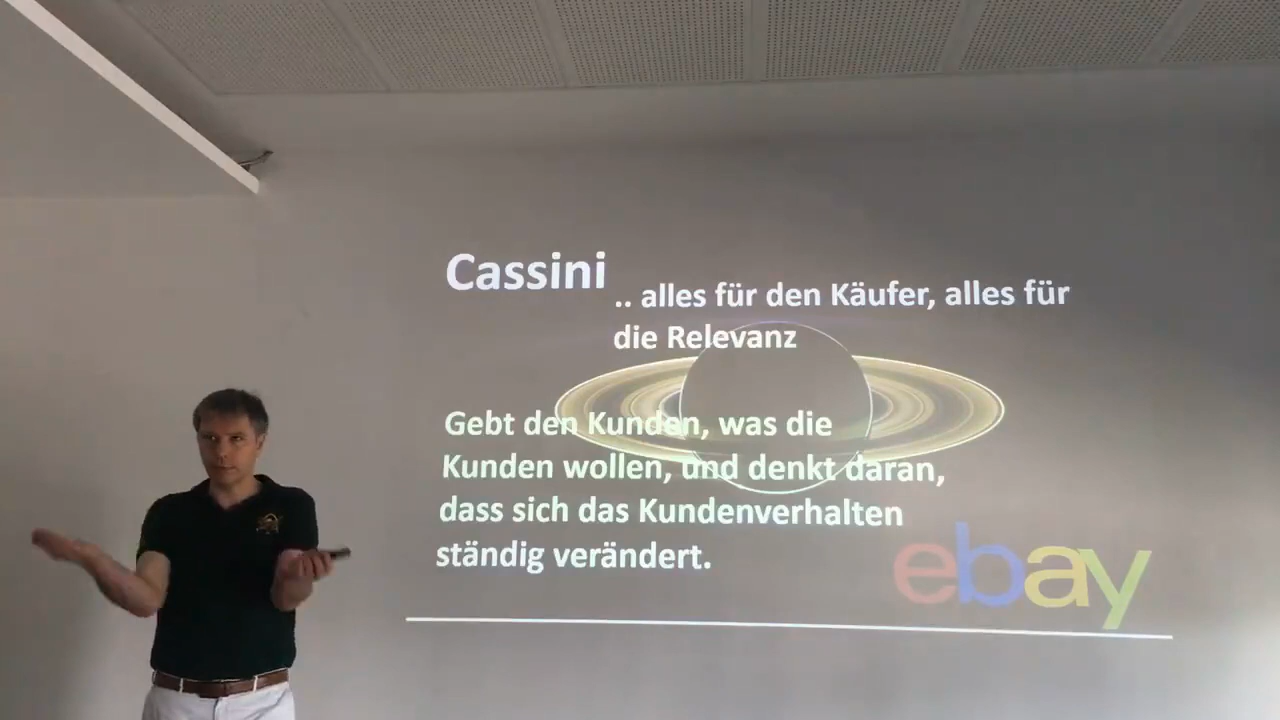 Cassini
.. alles für den Käufer, alles für
die Relevanz
Gebt den Kunden, was die
Kunden wollen, und denkt daran,
dass sich das Kundenverhalten
ständig verändert.
ebay